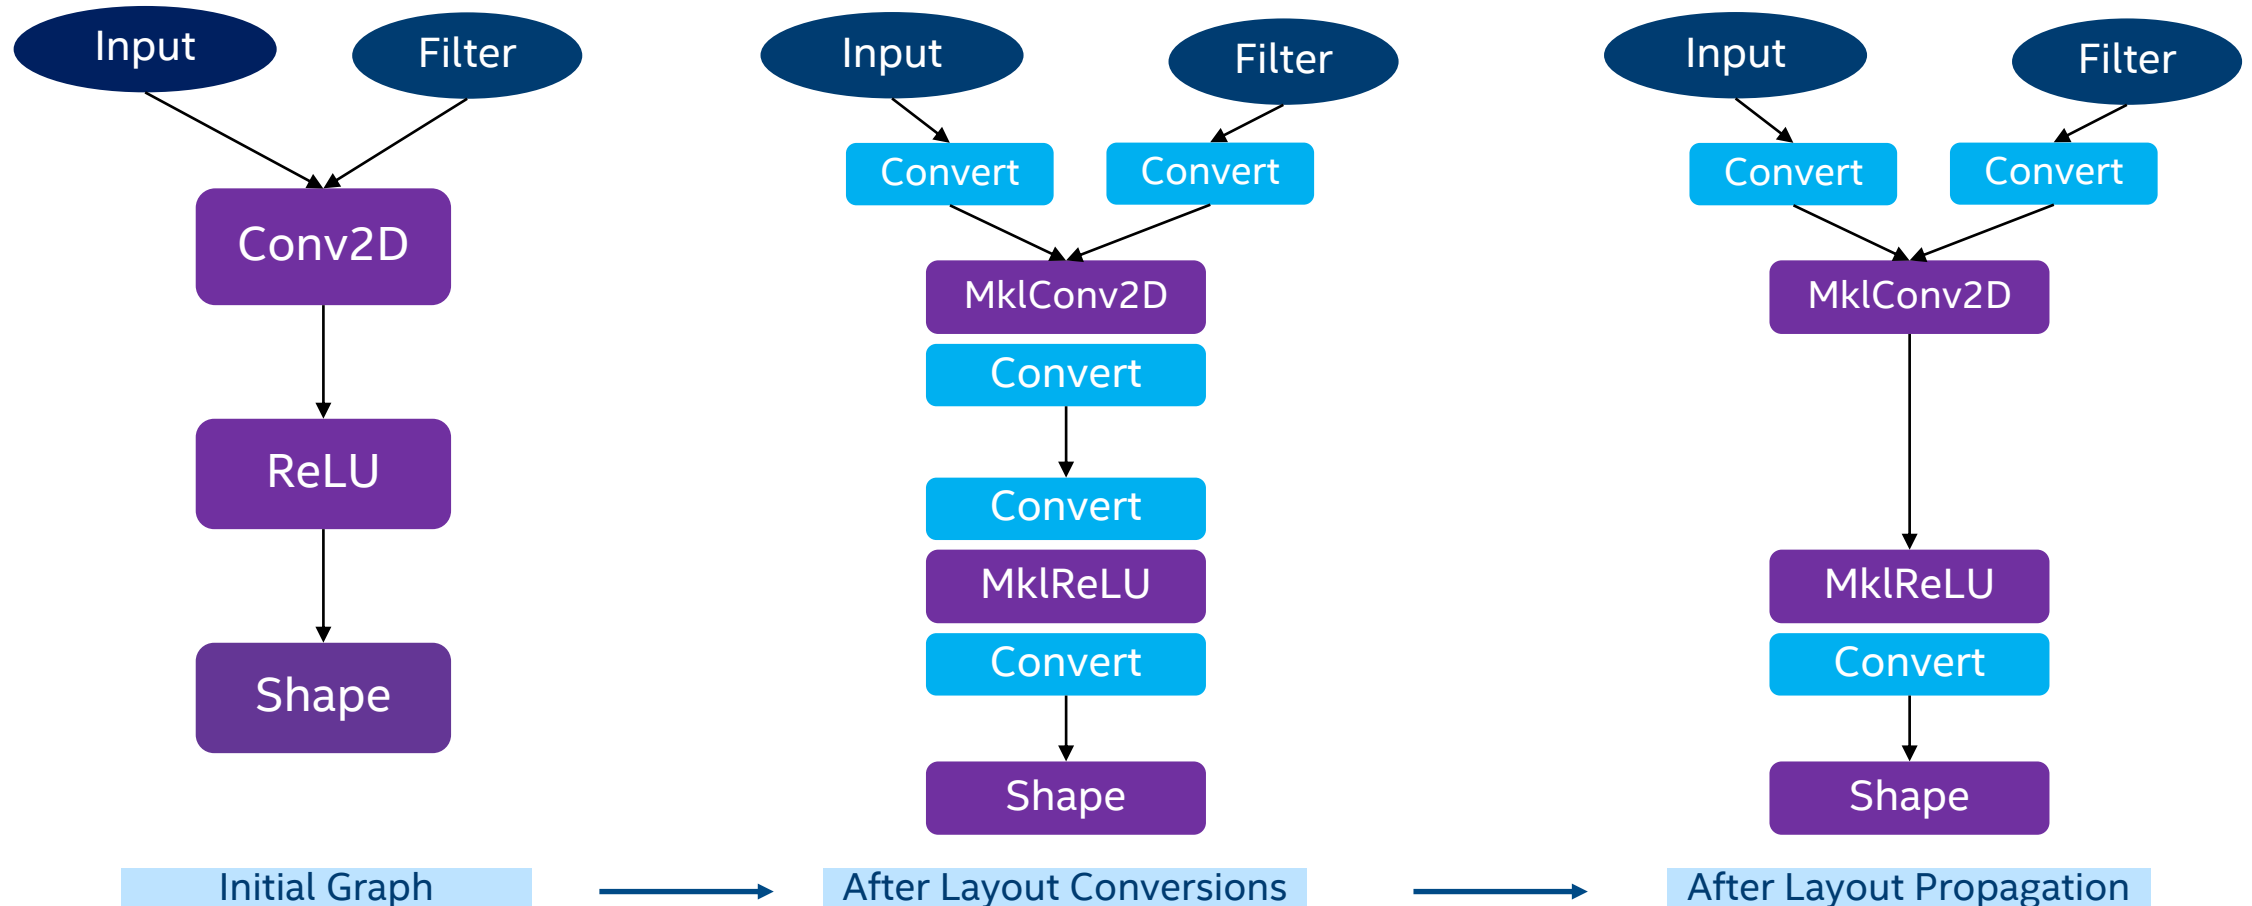 Input
Filter
Conv2D
ReLU
Shape
Initial Graph
Input
Filter
Convert
Convert
MklConv2D
Convert
Convert
MklReLU
Convert
Shape
After Layout Conversions
Input
Filter
Convert
Convert
MklConv2D
MklReLU
Convert
Shape
After Layout Propagation